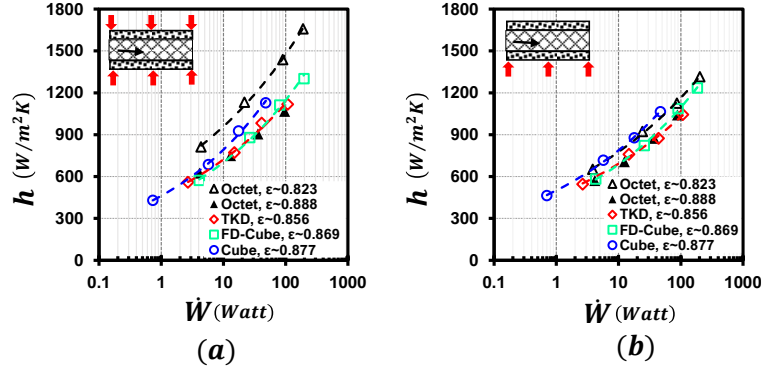 1800
1500
1200
900
600
300
0
h (W/m²K)
Octet, ε~0.823
Octet, ε~0.888
TKD, ε~0.856
FD-Cube, ε~0.869
Cube, ε~0.877
0.1 1 10 100 1000
Ẇ (Watt)
(a)
1800
1500
1200
900
600
300
0
h (W/m²K)
Octet, ε~0.823
Octet, ε~0.888
TKD, ε~0.856
FD-Cube, ε~0.869
Cube, ε~0.877
0.1 1 10 100 1000
Ẇ (Watt)
(b)